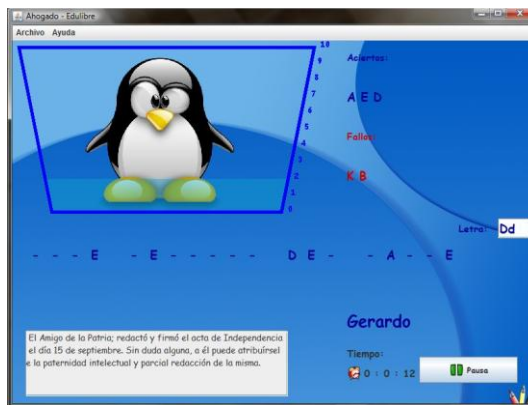 Ahogado - Edulibre
Archivo Ayuda
10
9
8
7
6
5
4
3
2
1
0
Aciertos:
A E D
Fallos:
K B
Letra: Dd
- - - E - E - - - - - D E - - A - - E
Gerardo
El Amigo de la Patria; redactó y firmó el acta de Independencia
el día 15 de septiembre. Sin duda alguna, a él puede atribuírsel
e la paternidad intelectual y parcial redacción de la misma.
Tiempo:
0 : 0 : 12
Pausa